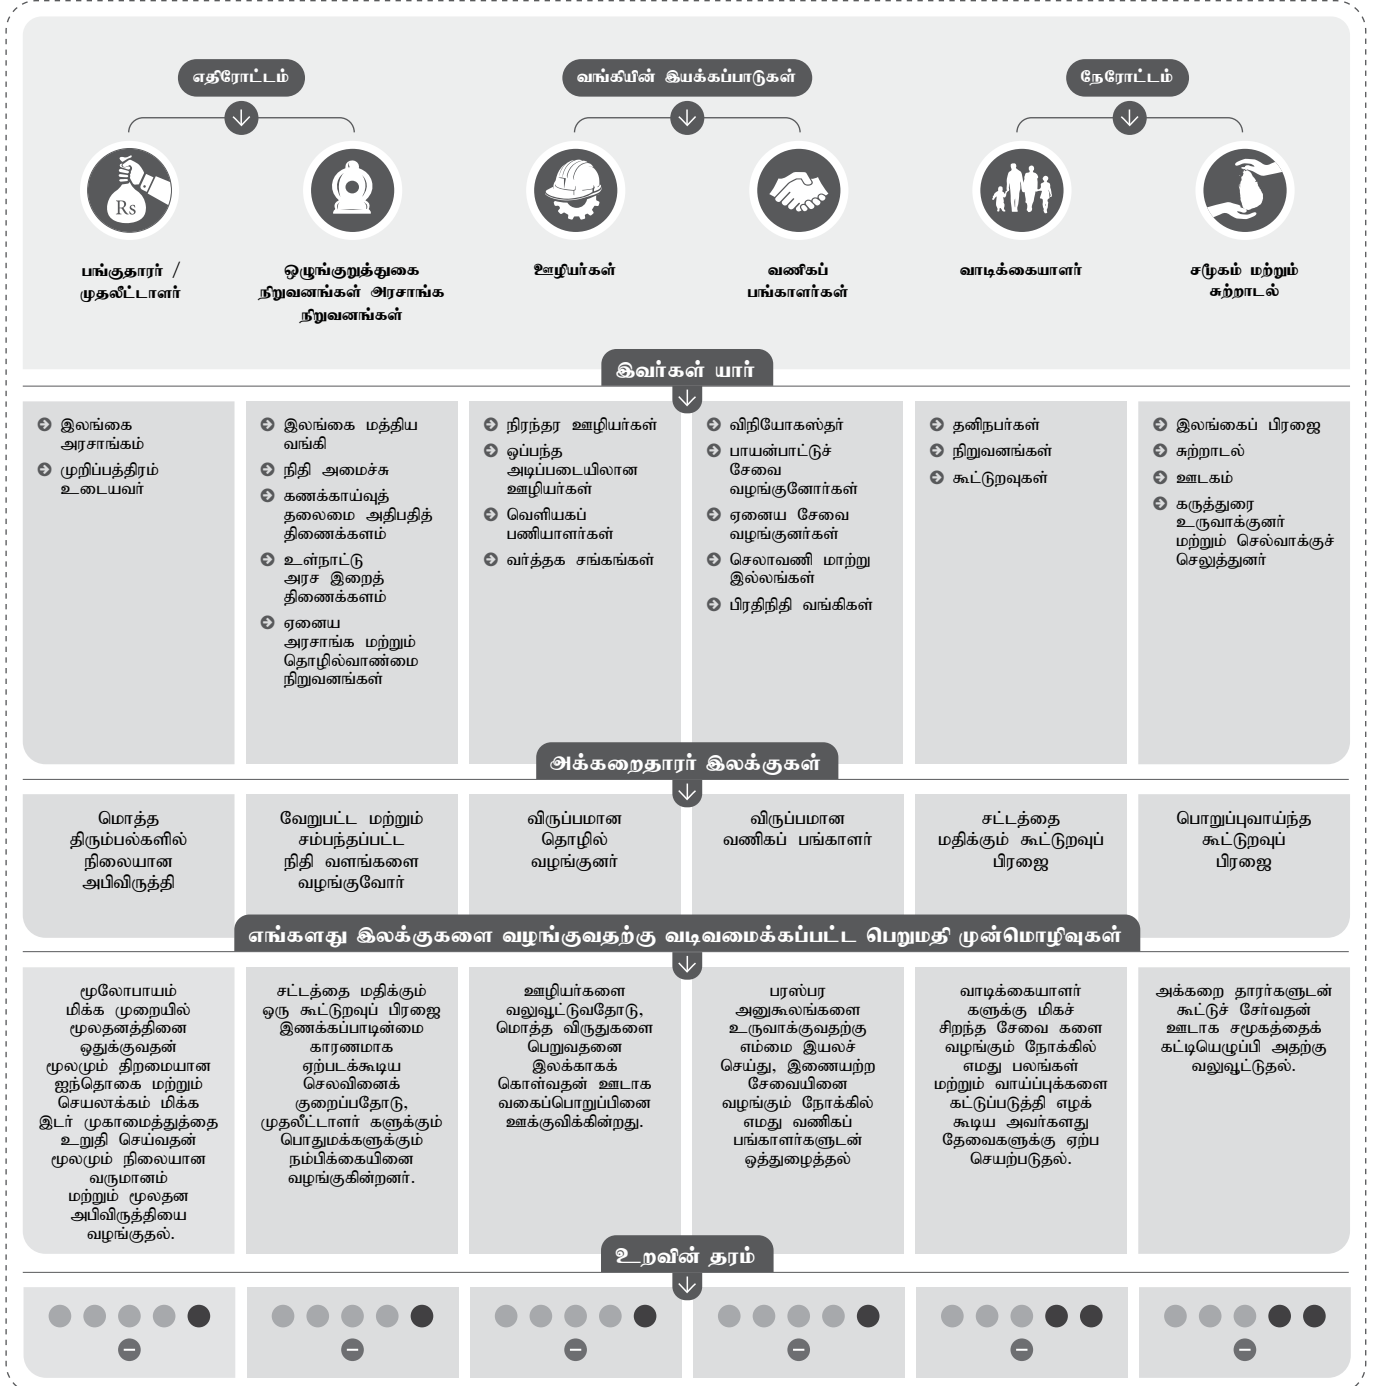 எதிரோட்டம்
வங்கியின் இயக்கப்பாடுகள்
நேரோட்டம்
Rs
பங்குதாரர் /
முதலீட்டாளர்
ஒழுங்குறுத்துகை
நிறுவனங்கள் அரசாங்க
நிறுவனங்கள்
ஊழியர்கள்
வணிகப்
பங்காளர்கள்
வாடிக்கையாளர்
சமூகம் மற்றும்
சுற்றாடல்
இவர்கள் யார்
இலங்கை
அரசாங்கம்
முறிப்பத்திரம்
உடையவர்
இலங்கை மத்திய
வங்கி
நிதி அமைச்சு
கணக்காய்வுத்
தலைமை அதிபதித்
திணைக்களம்
உள்நாட்டு
அரச இறைத்
திணைக்களம்
ஏனைய
அரசாங்க மற்றும்
தொழில்வாண்மை
நிறுவனங்கள்
நிரந்தர ஊழியர்கள்
ஒப்பந்த
அடிப்படையிலான
ஊழியர்கள்
வெளியகப்
பணியாளர்கள்
வர்த்தக சங்கங்கள்
விநியோகஸ்தர்
பாயன்பாட்டுச்
சேவை
வழங்குனோர்கள்
ஏனைய சேவை
வழங்குனர்கள்
செலாவணி மாற்று
இல்லங்கள்
பிரதிநிதி வங்கிகள்
தனிநபர்கள்
நிறுவனங்கள்
கூட்டுறவுகள்
இலங்கைப் பிரஜை
சுற்றாடல்
ஊடகம்
கருத்துரை
உருவாக்குனர்
மற்றும் செல்வாக்குச்
செலுத்துனர்
அக்கறைதாரர் இலக்குகள்
மொத்த
திரும்பல்களில்
நிலையான
அபிவிருத்தி
வேறுபட்ட மற்றும்
சம்பந்தப்பட்ட
நிதி வளங்களை
வழங்குவோர்
விருப்பமான
தொழில்
வழங்குனர்
விருப்பமான
வணிகப் பங்காளர்
சட்டத்தை
மதிக்கும் கூட்டுறவுப்
பிரஜை
பொறுப்புவாய்ந்த
கூட்டுறவுப்
பிரஜை
எங்களது இலக்குகளை வழங்குவதற்கு வடிவமைக்கப்பட்ட பெறுமதி முன்மொழிவுகள்
மூலோபாயம்
மிக்க முறையில்
மூலதனத்தினை
ஒதுக்குவதன்
மூலமும் திறமையான
ஐந்தொகை மற்றும்
செயலாக்கம் மிக்க
இடர் முகாமைத்துத்தை
உறுதி செய்வதன்
மூலமும் நிலையான
வருமானம்
மற்றும் மூலதன
அபிவிருத்தியை
வழங்குதல்.
சட்டத்தை மதிக்கும்
ஒரு கூட்டுறவுப் பிரஜை
இணக்கப்பாடின்மை
காரணமாக
ஏற்படக்கூடிய
செலவினைக்
குறைப்பதோடு,
முதலீட்டாளர் களுக்கும்
பொதுமக்களுக்கும்
நம்பிக்கையினை
வழங்குகின்றனர்.
ஊழியர்களை
வலுவூட்டுவதோடு,
மொத்த விருதுகளை
பெறுவதனை
இலக்காகக்
கொள்வதன் ஊடாக
வகைப்பொறுப்பினை
ஊக்குவிக்கின்றது.
பரஸ்பர
அனுகூலங்களை
உருவாக்குவதற்கு
எம்மை இயலச்
செய்து, இணையற்ற
சேவையினை
வழங்கும் நோக்கில்
எமது வணிகப்
பங்காளர்களுடன்
ஒத்துழைத்தல்
வாடிக்கையாளர்
களுக்கு மிகச்
சிறந்த சேவை களை
வழங்கும் நோக்கில்
எமது பலங்கள்
மற்றும் வாய்ப்புக்களை
கட்டுப்படுத்தி எழக்
கூடிய அவர்களது
தேவைகளுக்கு ஏற்ப
செயற்படுதல்.
அக்கறை தாரர்களுடன்
கூட்டுச் சேர்வதன்
ஊடாக சமூகத்தைக்
கட்டியெழுப்பி அதற்கு
வலுவூட்டுதல்.
உறவின் தரம்